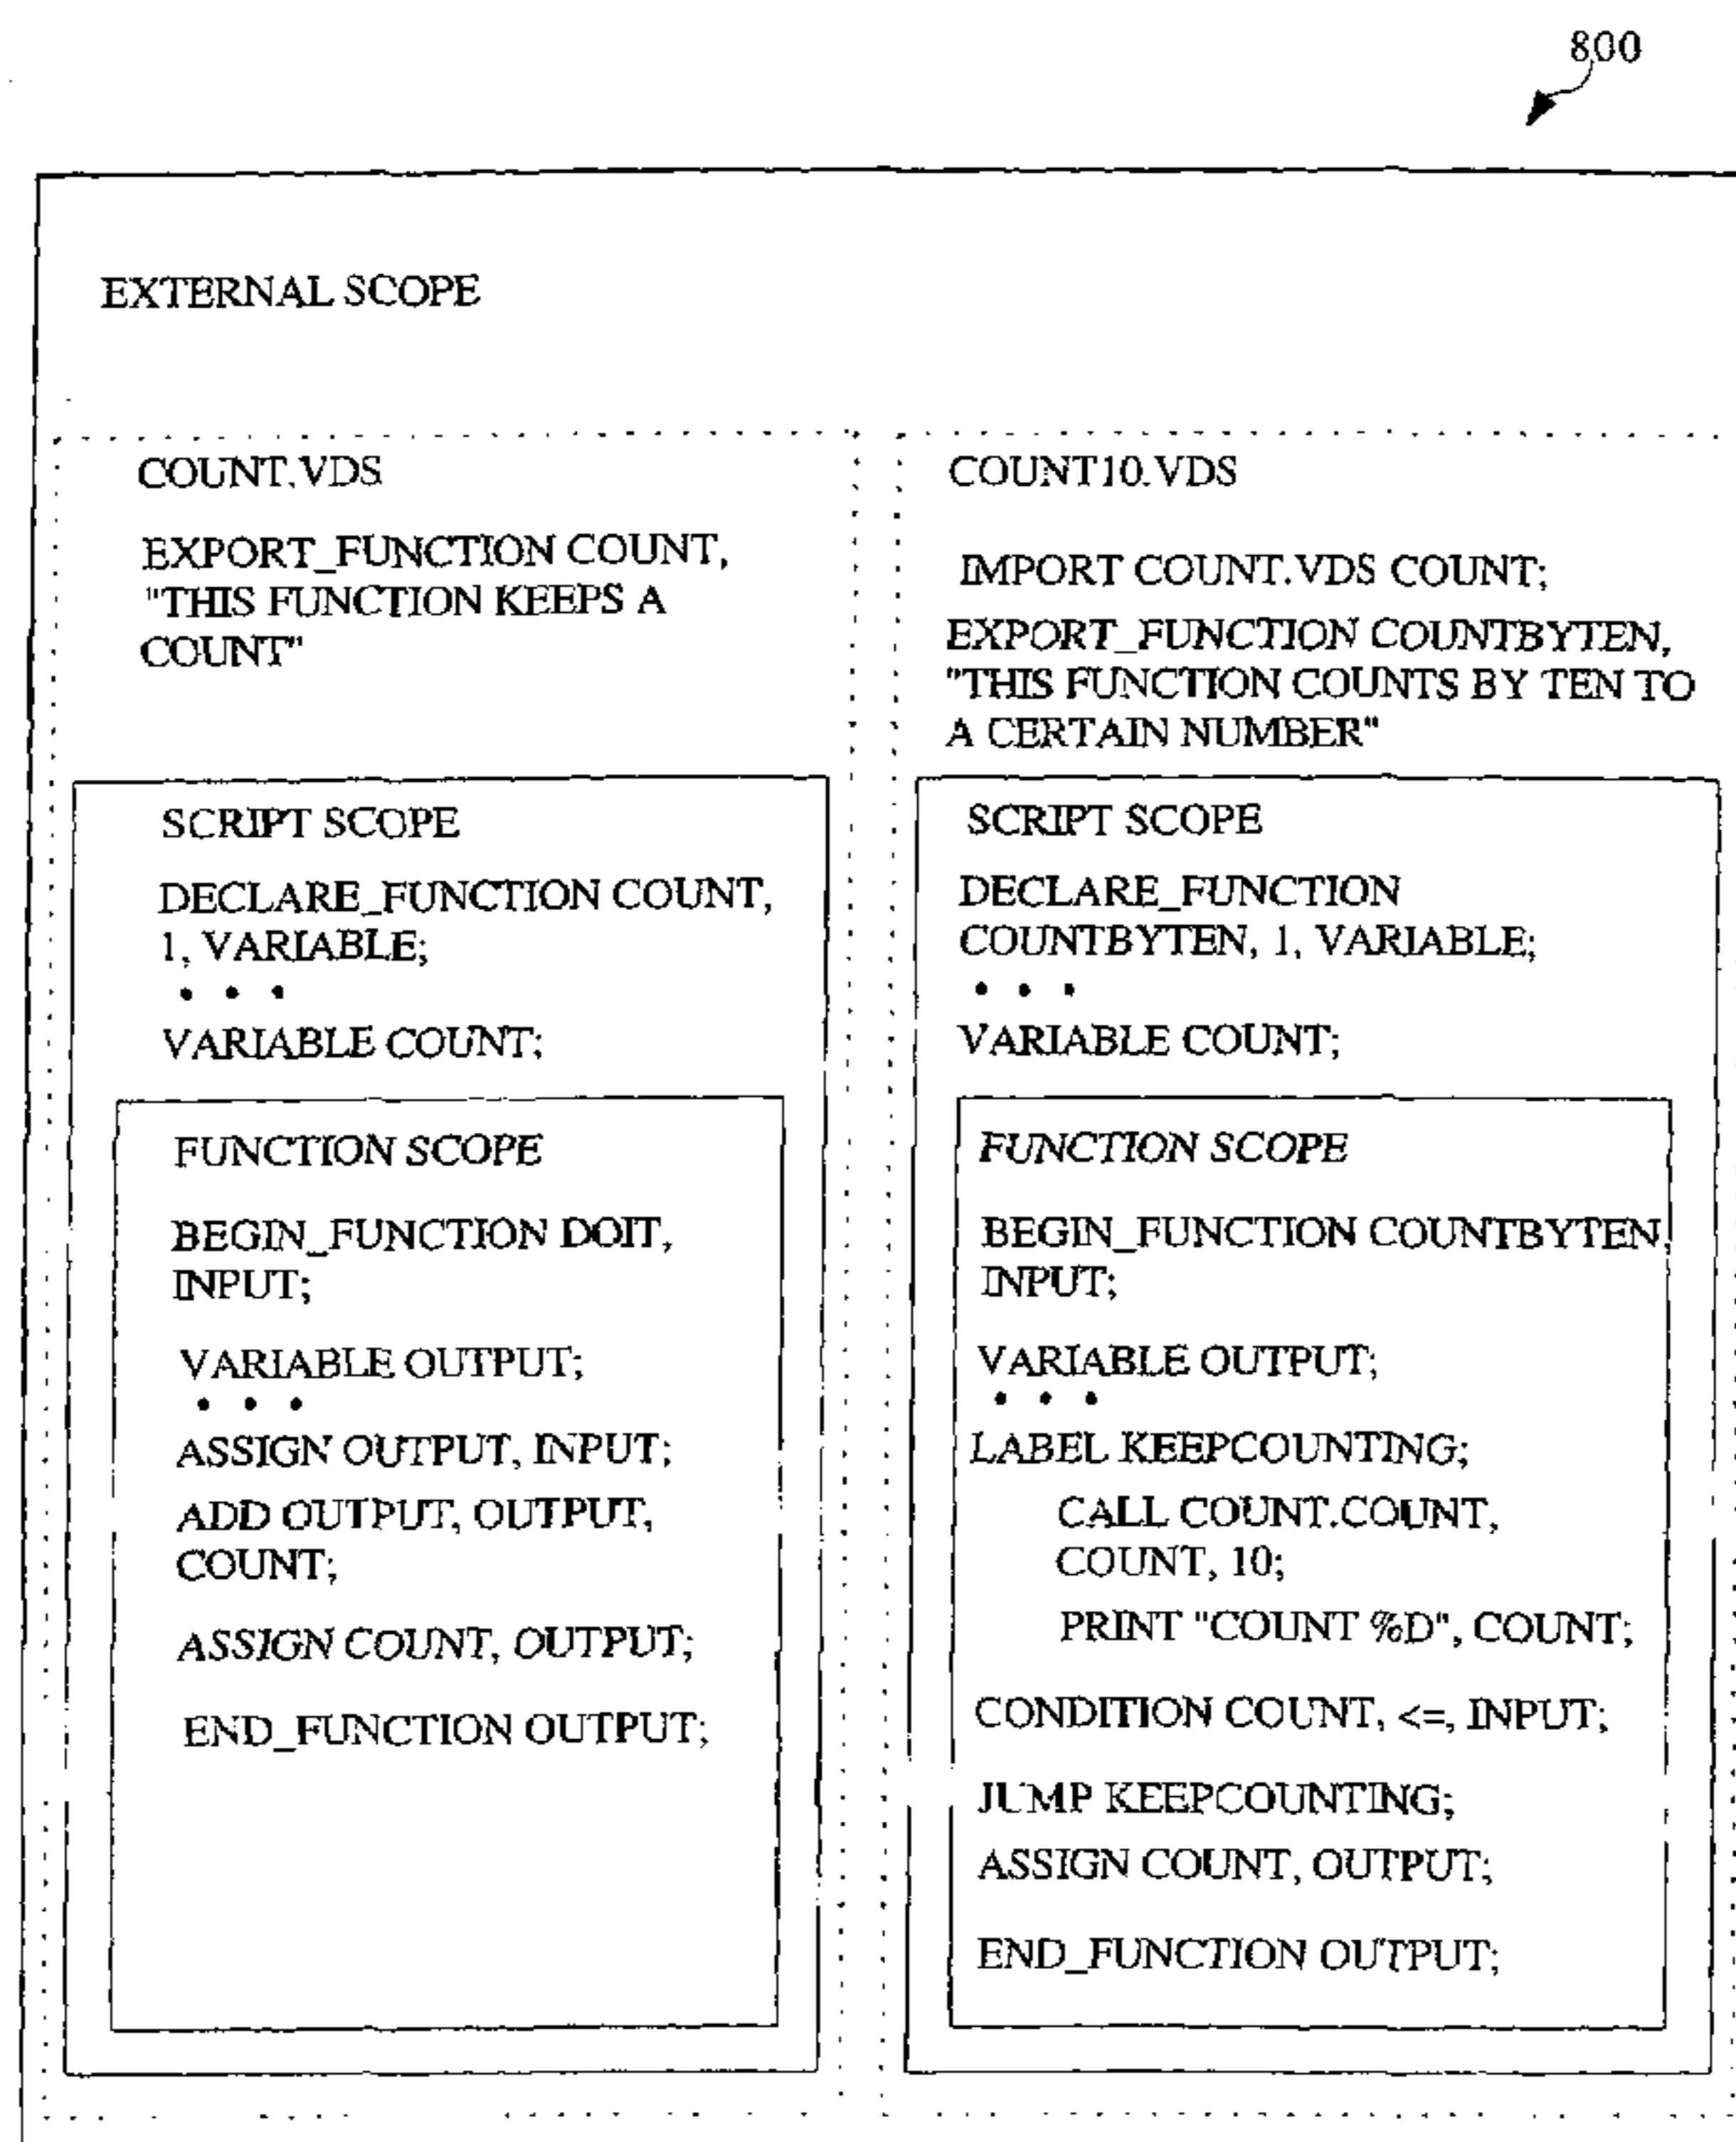 800
EXTERNAL SCOPE
COUNT.VDS
EXPORT_FUNCTION COUNT,
"THIS FUNCTION KEEPS A
COUNT"
SCRIPT SCOPE
DECLARE_FUNCTION COUNT,
1, VARIABLE;
• • •
VARIABLE COUNT;
FUNCTION SCOPE
BEGIN_FUNCTION DOIT,
INPUT;
VARIABLE OUTPUT;
• • •
ASSIGN OUTPUT, INPUT;
ADD OUTPUT, OUTPUT,
COUNT;
ASSIGN COUNT, OUTPUT;
END_FUNCTION OUTPUT;
COUNT10.VDS
IMPORT COUNT.VDS COUNT;
EXPORT_FUNCTION COUNTBYTEN,
"THIS FUNCTION COUNTS BY TEN TO
A CERTAIN NUMBER"
SCRIPT SCOPE
DECLARE_FUNCTION
COUNTBYTEN, 1, VARIABLE;
• • •
VARIABLE COUNT;
FUNCTION SCOPE
BEGIN_FUNCTION COUNTBYTEN,
INPUT;
VARIABLE OUTPUT;
• • •
LABEL KEEPCOUNTING;
CALL COUNT.COUNT,
COUNT, 10;
PRINT "COUNT %D", COUNT;
CONDITION COUNT, <=, INPUT;
JUMP KEEPCOUNTING;
ASSIGN COUNT, OUTPUT;
END_FUNCTION OUTPUT;